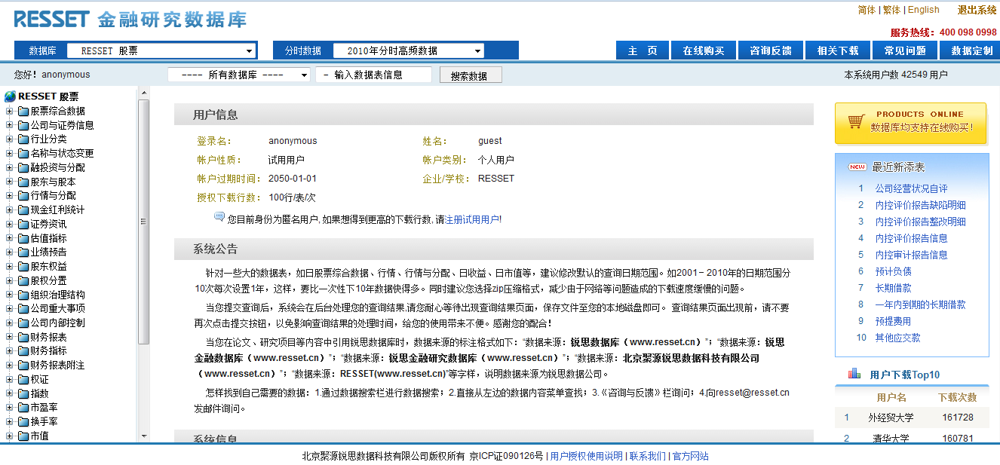 RESSET 金融研究数据库
简体 | 繁体 | English 退出系统
服务热线：400 098 0998
数据库 RESSET 股票 分时数据 2010年分时高频数据 主 页 在线购买 咨询反馈 相关下载 常见问题 数据定制
您好！anonymous ---- 所有数据库 ---- - 输入数据表信息 搜索数据 本系统用户数 42549 用户
RESSET 股票
股票综合数据
公司与证券信息
行业分类
名称与状态变更
融投资与分配
股东与股本
行情与分配
现金红利统计
证券资讯
估值指标
业绩预告
股东权益
股权分置
组织治理结构
公司重大事项
公司内部控制
财务报表
财务指标
财务报表附注
权证
指数
市盈率
换手率
市值
用户信息
登录名： anonymous 姓名： guest
帐户性质： 试用用户 帐户类别： 个人用户
帐户过期时间： 2050-01-01 企业/学校： RESSET
授权下载行数： 100行/表/次
您目前身份为匿名用户, 如果想得到更高的下载行数, 请注册试用用户!
系统公告
针对一些大的数据表，如日股票综合数据、行情、行情与分配、日收益、日市值等，建议修改默认的查询日期范围。如2001－2010年的日期范围分
10次每次设置1年，这样，要比一次性下10年数据快得多。同时建议您选择zip压缩格式，减少由于网络等问题造成的下载速度缓慢的问题。
当您提交查询后，系统会在后台处理您的查询结果,请您耐心等待出现查询结果页面，保存文件至您的本地磁盘即可。 查询结果页面出现前，请不要
再次点击提交按钮，以免影响查询结果的处理时间，给您的使用带来不便。感谢您的配合！
当您在论文、研究项目等内容中引用锐思数据库时，数据来源的标注格式如下：“数据来源：锐思数据库（www.resset.cn）”；“数据来源：锐思
金融数据库（www.resset.cn）”；“数据来源：锐思金融研究数据库（www.resset.cn）”；“数据来源：北京聚源锐思数据科技有限公司
（www.resset.cn）”；“数据来源：RESSET(www.resset.cn)”等字样，说明数据来源为锐思数据公司。
怎样找到自己需要的数据：1.通过数据搜索栏进行数据搜索；2.直接从左边的数据内容菜单查找；3.《咨询与反馈》栏询问；4.向resset@resset.cn
发邮件询问。
系统信息
PRODUCTS ONLINE
数据库均支持在线购买！
NEW 最近新添表
1 公司经营状况自评
2 内控评价报告缺陷明细
3 内控评价报告整改明细
4 内控评价报告信息
5 内控审计报告信息
6 预计负债
7 长期借款
8 一年内到期的长期借款
9 预提费用
10 其他应交款
用户下载Top10
用户名 下载次数
1 外经贸大学 161728
2 清华大学 160781
北京聚源锐思数据科技有限公司版权所有 京ICP证090126号 | 用户授权使用说明 | 联系我们 | 官方网站